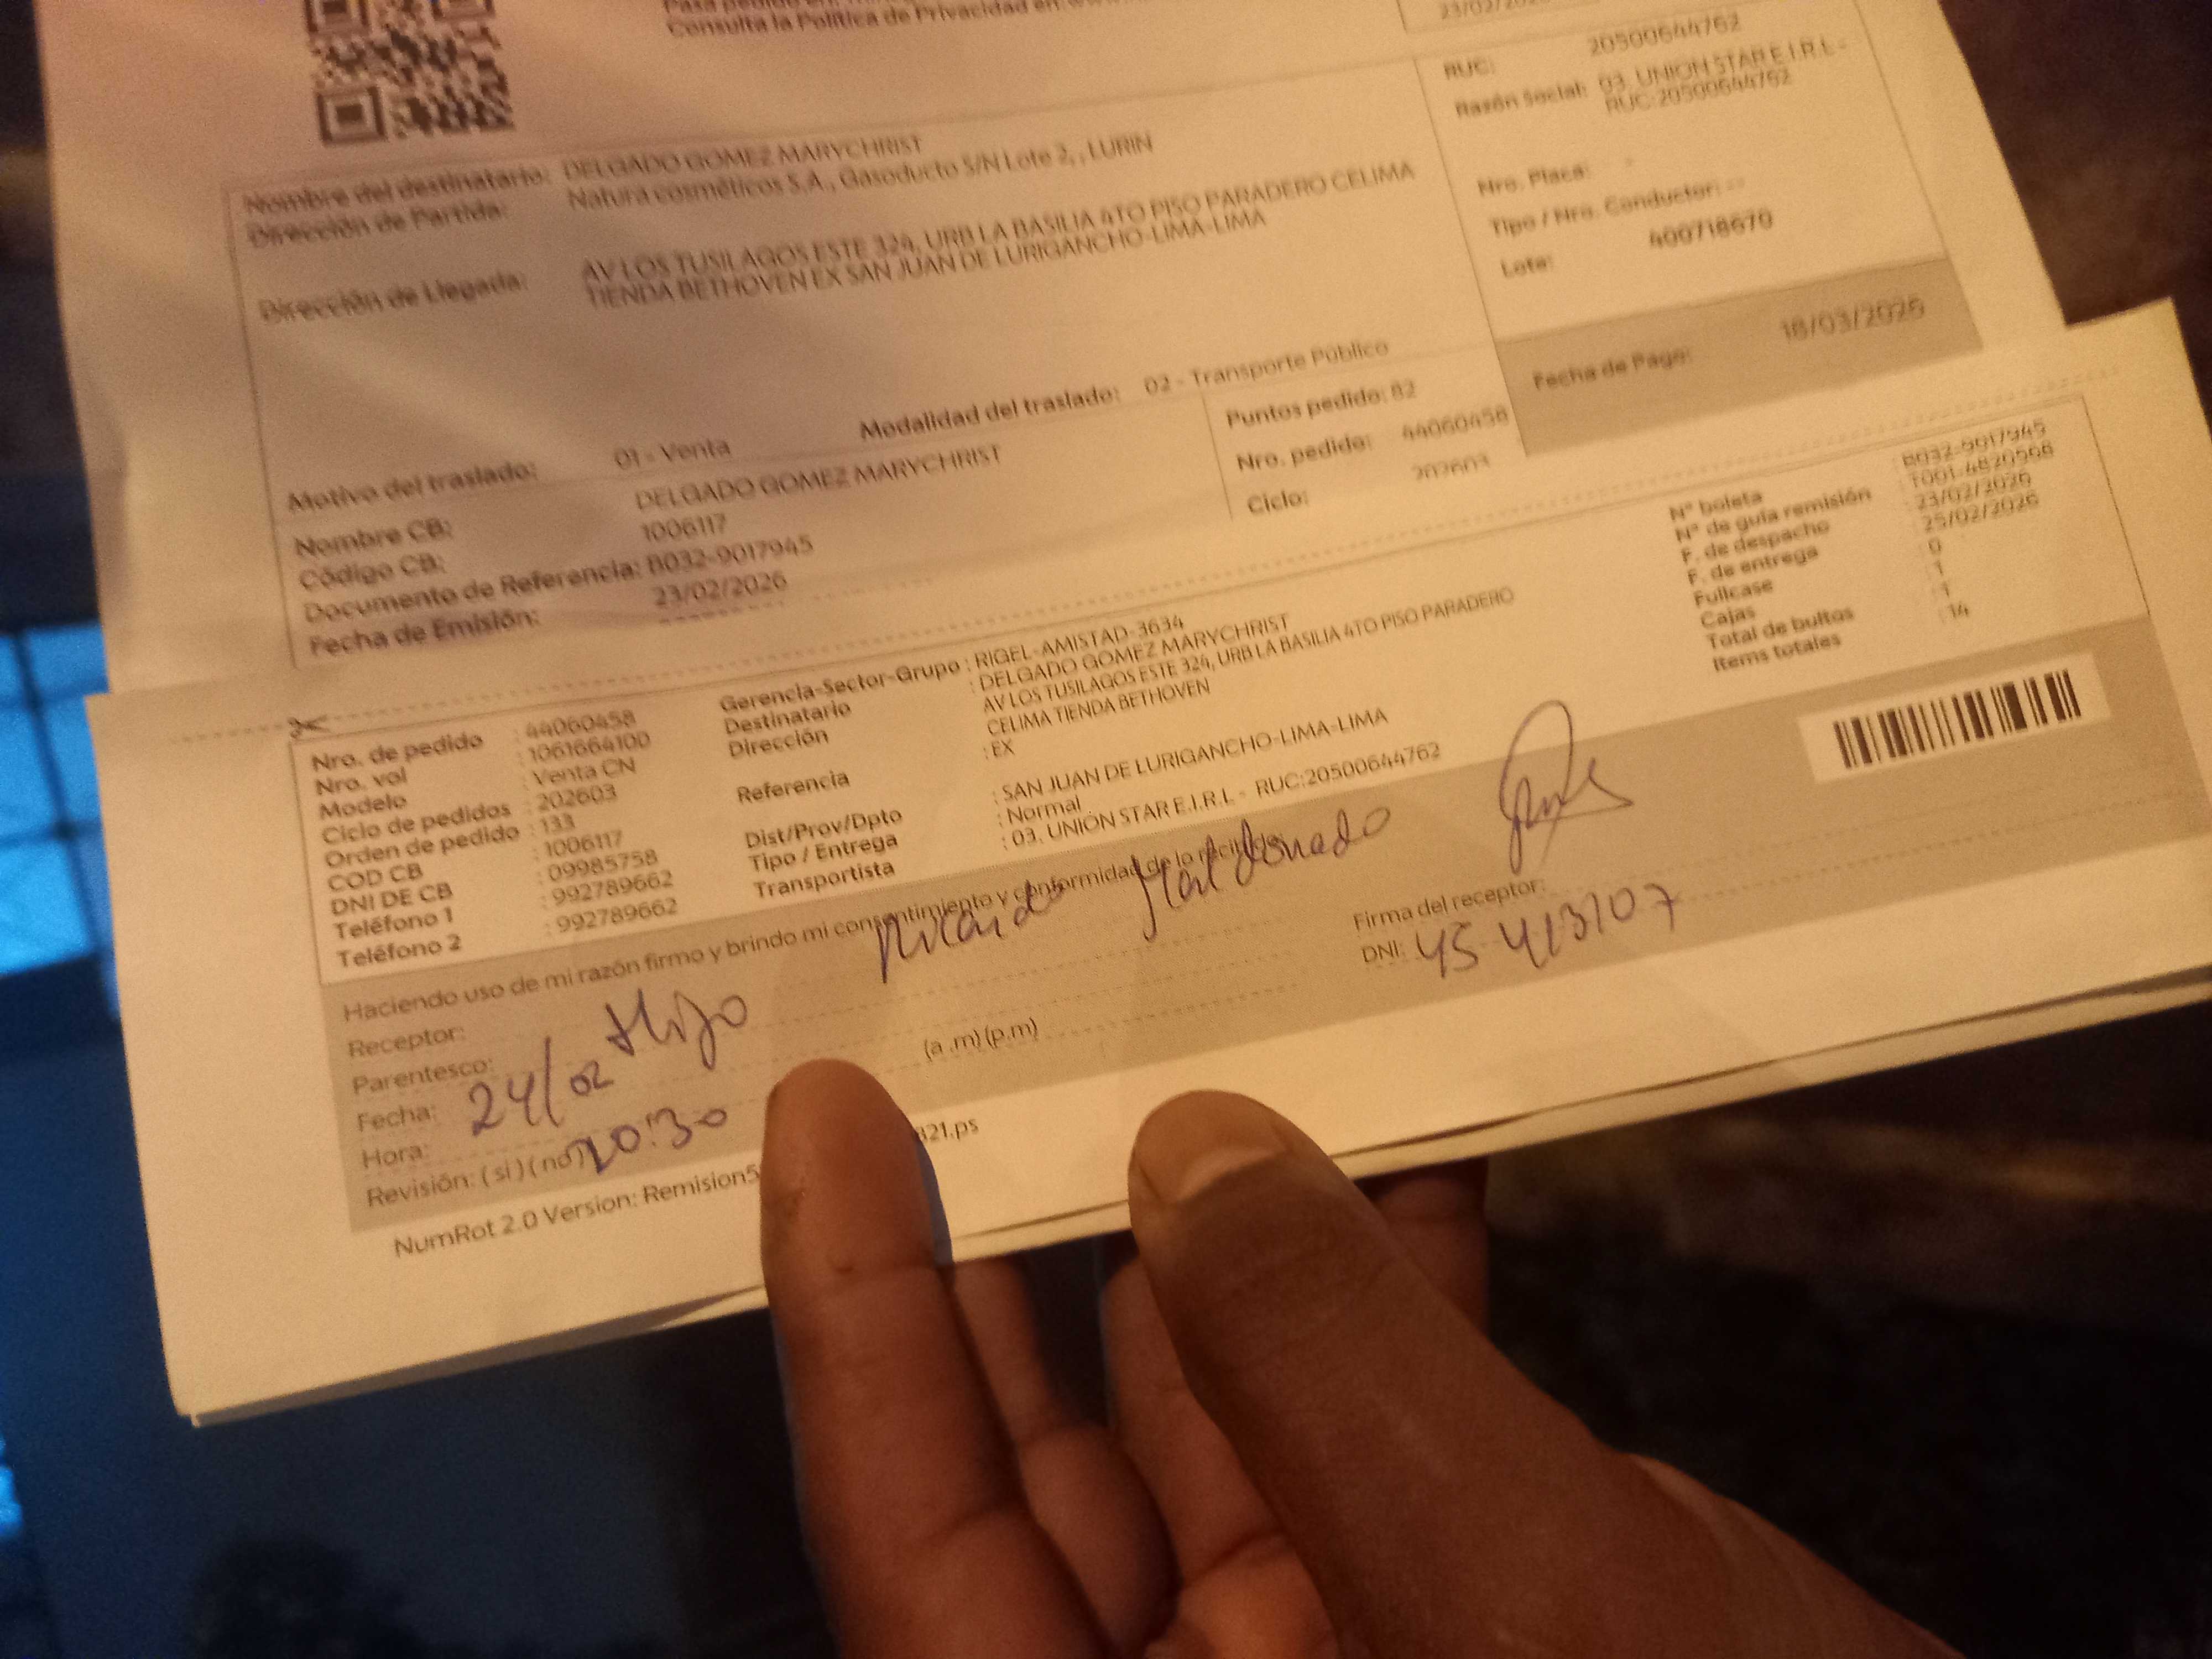 Consulta la Política de Privacidad en:
23/02/
RUC: 20500644762
Razón Social: 03. UNION STAR E.I.R.L -
RUC:20500644762
Nro. Placa: -
Tipo / Nro. Conductor: --
Lote: 400718670
Fecha de Pago: 18/03/2026
Nombre del destinatario: DELGADO GOMEZ MARYCHRIST
Dirección de Partida: Natura cosméticos S.A., Gasoducto S/N Lote 2, , LURIN
Dirección de Llegada: AV LOS TUSILAGOS ESTE 324, URB LA BASILIA 4TO PISO PARADERO CELIMA
TIENDA BETHOVEN EX SAN JUAN DE LURIGANCHO-LIMA-LIMA
Motivo del traslado: 01 - Venta Modalidad del traslado: 02 - Transporte Público
Nombre CB: DELGADO GOMEZ MARYCHRIST
Código CB: 1006117
Documento de Referencia: B032-9017945
Fecha de Emisión: 23/02/2026
Puntos pedido: 82
Nro. pedido: 44060458
Ciclo: 202603
Nro. de pedido : 44060458
Nro. vol : 1061664100
Modelo : Venta CN
Ciclo de pedidos : 202603
Orden de pedido : 133
COD CB : 1006117
DNI DE CB : 09985758
Teléfono 1 : 992789662
Teléfono 2 : 992789662
Gerencia-Sector-Grupo : RIGEL-AMISTAD-3634
Destinatario : DELGADO GOMEZ MARYCHRIST
Dirección : AV LOS TUSILAGOS ESTE 324, URB LA BASILIA 4TO PISO PARADERO
CELIMA TIENDA BETHOVEN
Referencia : EX
Dist/Prov/Dpto : SAN JUAN DE LURIGANCHO-LIMA-LIMA
Tipo / Entrega : Normal
Transportista : 03. UNION STAR E.I.R.L - RUC:20500644762
N° boleta : B032-9017945
N° de guía remisión
F. de despacho : 23/02/2026
F. de entrega : 25/02/2026
Fullcase : 0
Cajas : 1
Total de bultos : 1
Items totales : 14
Haciendo uso de mi razón firmo y brindo mi consentimiento y conformidad de lo recibido.
Receptor: Ricardo Maldonado
Parentesco: Hijo
Fecha: 24/02
Hora: 20:30 (a .m) (p.m)
Revisión: ( si ) ( no )
Firma del receptor:
DNI: 45413107
NumRot 2.0 Version: Remision5
821.ps